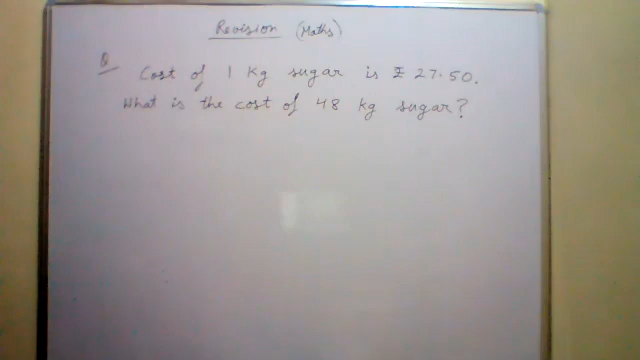 Revision (Maths)
Q Cost of 1 kg sugar is ₹ 27.50.
What is the cost of 48 kg sugar?